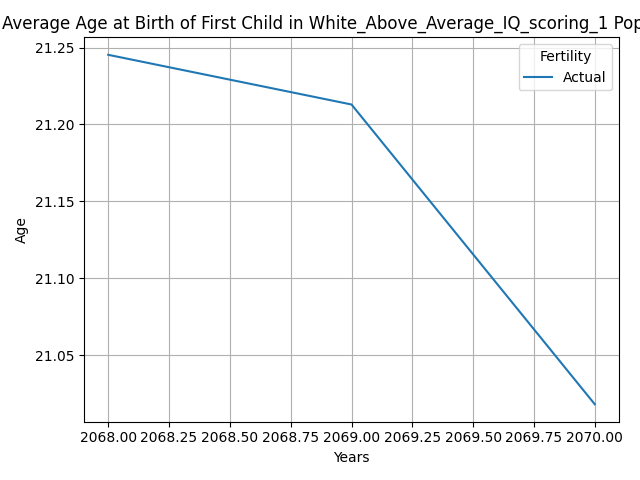 Average Age at Birth of First Child in White_Above_Average_IQ_scoring_1 Pop
21.25
21.20
21.15
21.10
21.05
Age
Fertility
Actual
2068.00 2068.25 2068.50 2068.75 2069.00 2069.25 2069.50 2069.75 2070.00
Years